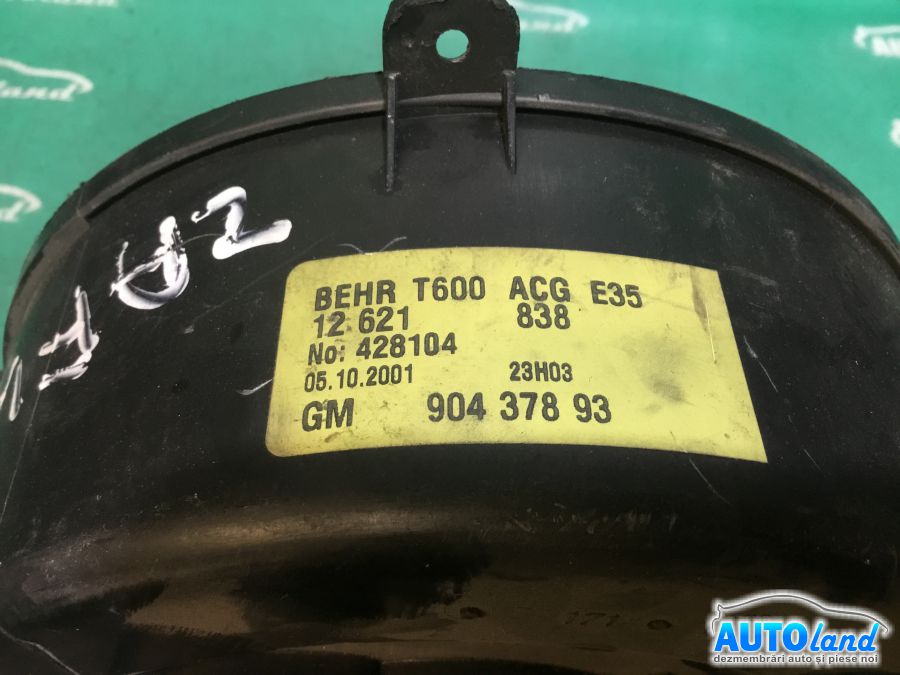 BEHR T600 ACG E35
12 621 838
No: 428104
05.10.2001 23H03
GM 904 378 93
171
AUTOland
dezmembrări auto și piese noi